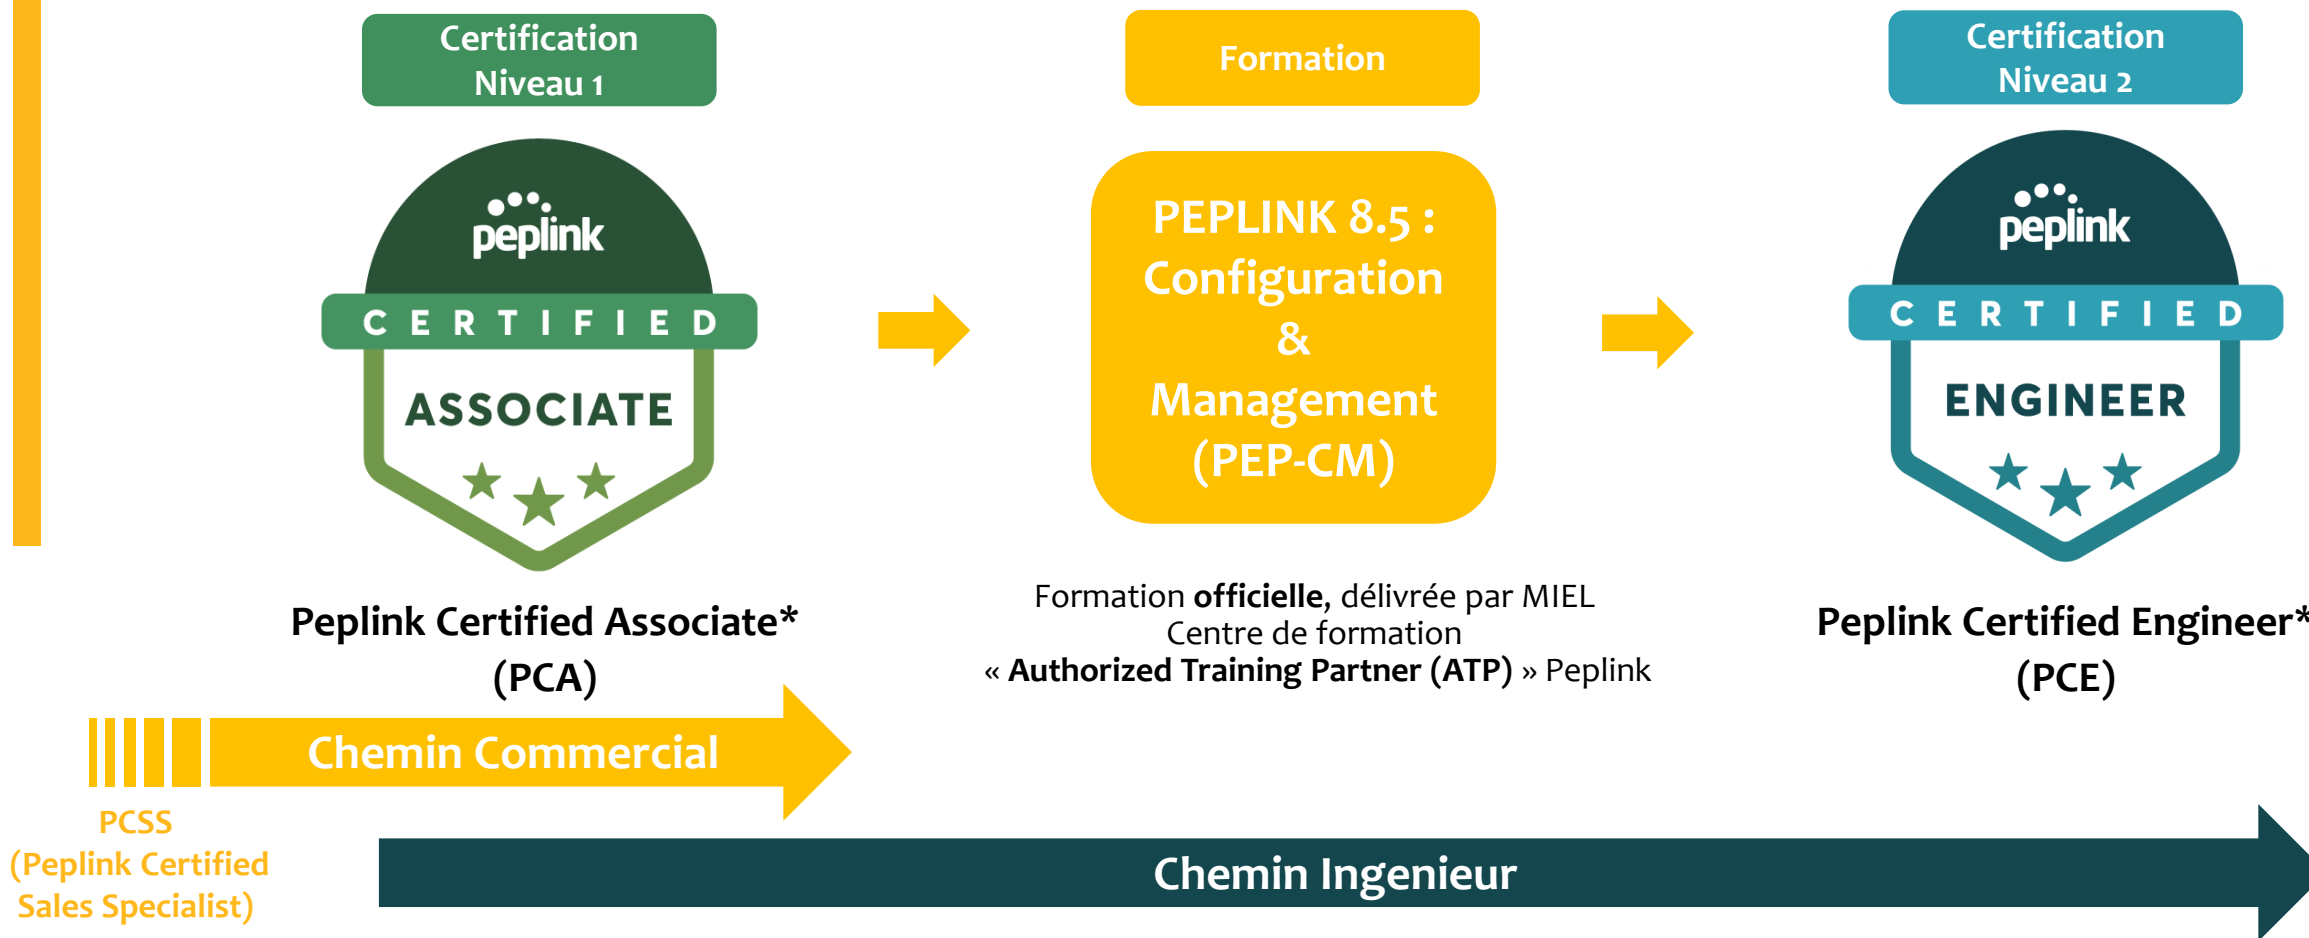 Certification
Niveau 1
peplink
CERTIFIED
ASSOCIATE
Peplink Certified Associate*
(PCA)
Formation
PEPLINK 8.5 :
Configuration
&
Management
(PEP-CM)
Formation officielle, délivrée par MIEL
Centre de formation
« Authorized Training Partner (ATP) » Peplink
Certification
Niveau 2
peplink
CERTIFIED
ENGINEER
Peplink Certified Engineer*
(PCE)
Chemin Commercial
PCSS
(Peplink Certified
Sales Specialist)
Chemin Ingenieur